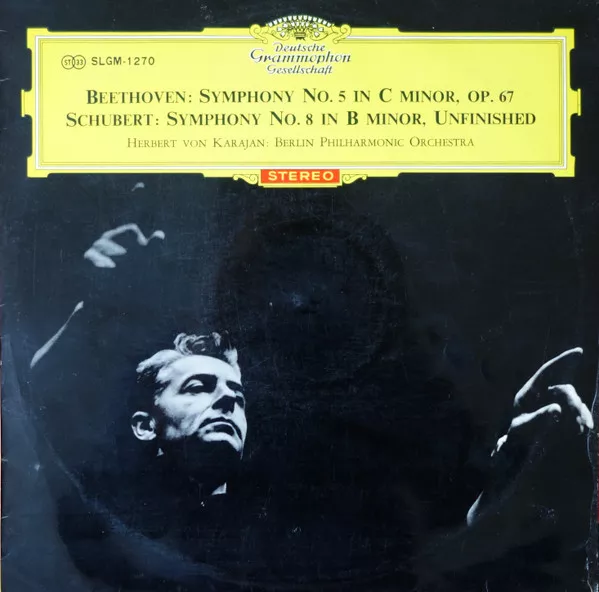 Deutsche
Grammophon
Gesellschaft
ST 33 SLGM-1270
BEETHOVEN: SYMPHONY NO. 5 IN C MINOR, OP. 67
SCHUBERT: SYMPHONY NO. 8 IN B MINOR, UNFINISHED
HERBERT VON KARAJAN: BERLIN PHILHARMONIC ORCHESTRA
STEREO